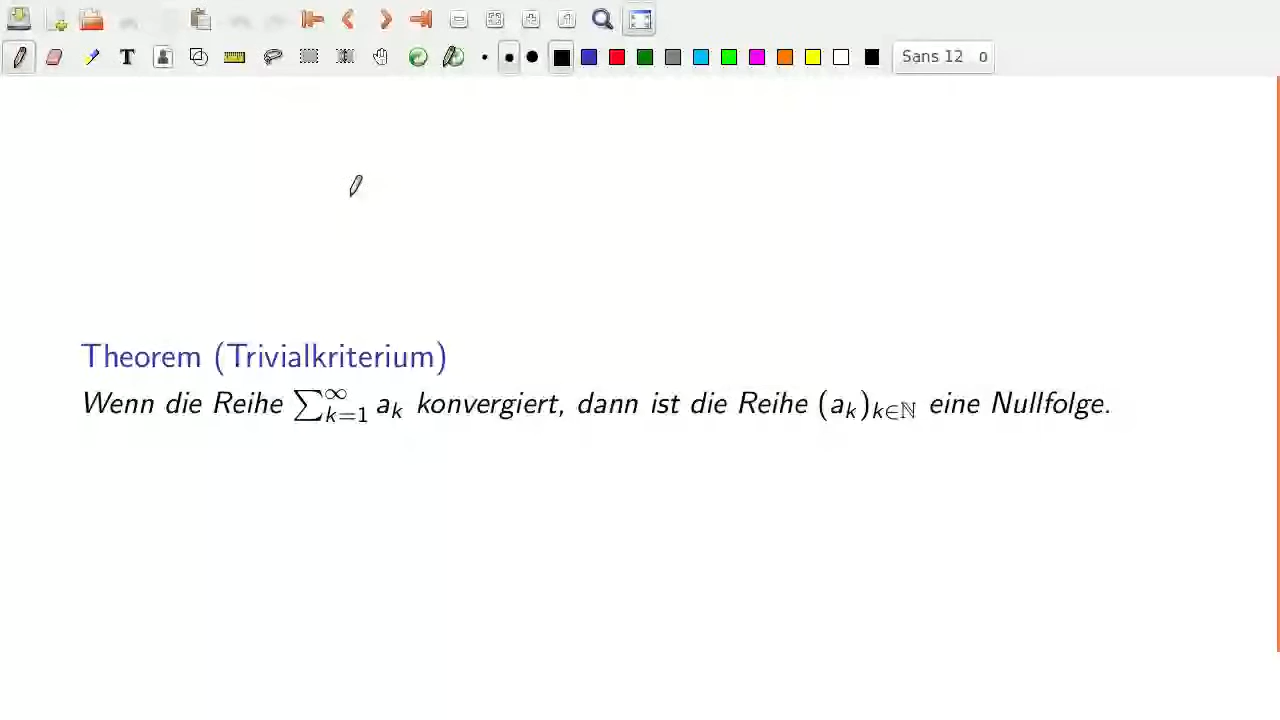 Sans 12 0
Theorem (Trivialkriterium)
Wenn die Reihe ∑_{k=1}^{∞} a_k konvergiert, dann ist die Reihe (a_k)_{k∈ℕ} eine Nullfolge.